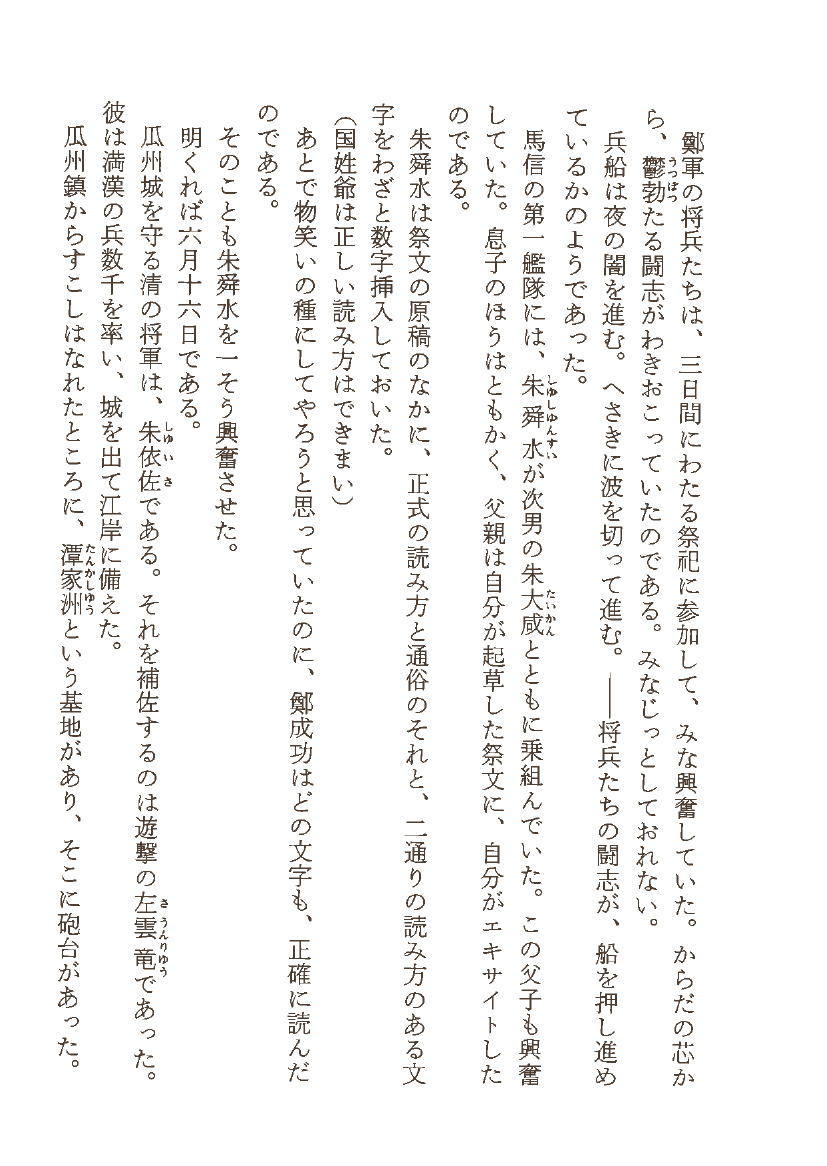 鄭軍の将兵たちは、三日間にわたる祭祀に参加して、みな興奮していた。からだの芯か
ら、鬱勃たる闘志がわきおこっていたのである。みなじっとしておれない。
兵船は夜の闇を進む。へさきに波を切って進む。――将兵たちの闘志が、船を押し進め
ているかのようであった。
馬信の第一艦隊には、朱舜水が次男の朱大咸とともに乗組んでいた。この父子も興奮
していた。息子のほうはともかく、父親は自分が起草した祭文に、自分がエキサイトした
のである。
朱舜水は祭文の原稿のなかに、正式の読み方と通俗のそれと、二通りの読み方のある文
字をわざと数字挿入しておいた。
(国姓爺は正しい読み方はできまい)
あとで物笑いの種にしてやろうと思っていたのに、鄭成功はどの文字も、正確に読んだ
のである。
そのことも朱舜水を一そう興奮させた。
明くれば六月十六日である。
瓜州城を守る清の将軍は、朱依佐である。それを補佐するのは遊撃の左雲竜であった。
彼は満漢の兵数千を率い、城を出て江岸に備えた。
瓜州鎮からすこしはなれたところに、潭家洲という基地があり、そこに砲台があった。